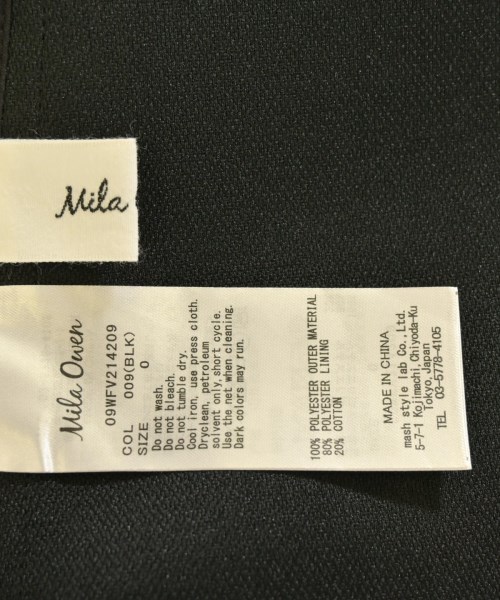 Mila
Mila Owen
09WFV214209
COL 009(BLK)
SIZE 0
Do not wash.
Do not bleach.
Do not tumble dry.
Cool iron, use press cloth.
Dryclean, petroleum
solvent only, short cycle.
Use the net when cleaning.
Dark colors may run.
100% POLYESTER OUTER MATERIAL
80% POLYESTER LINING
20% COTTON
MADE IN CHINA
mash style lab Co., Ltd.
5-7-1 Kojimachi, Chiyoda-Ku
Tokyo, Japan
TEL 03-5778-4106